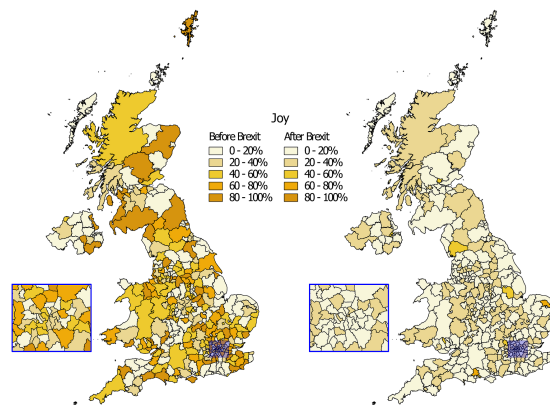 Joy
Before Brexit After Brexit
0 - 20% 0 - 20%
20 - 40% 20 - 40%
40 - 60% 40 - 60%
60 - 80% 60 - 80%
80 - 100% 80 - 100%